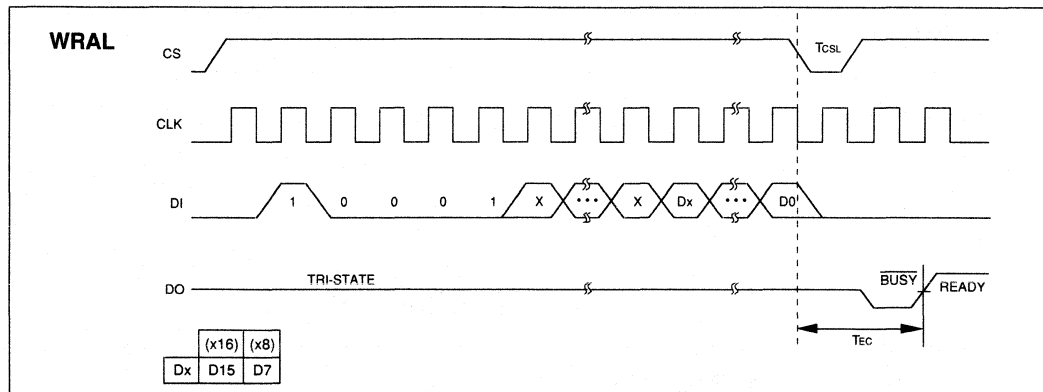 WRAL
CS
TCSL
CLK
DI
1 0 0 0 1 X ••• X Dx ••• D0
DO
TRI-STATE
BUSY
READY
TEC
(x16) (x8)
Dx D15 D7